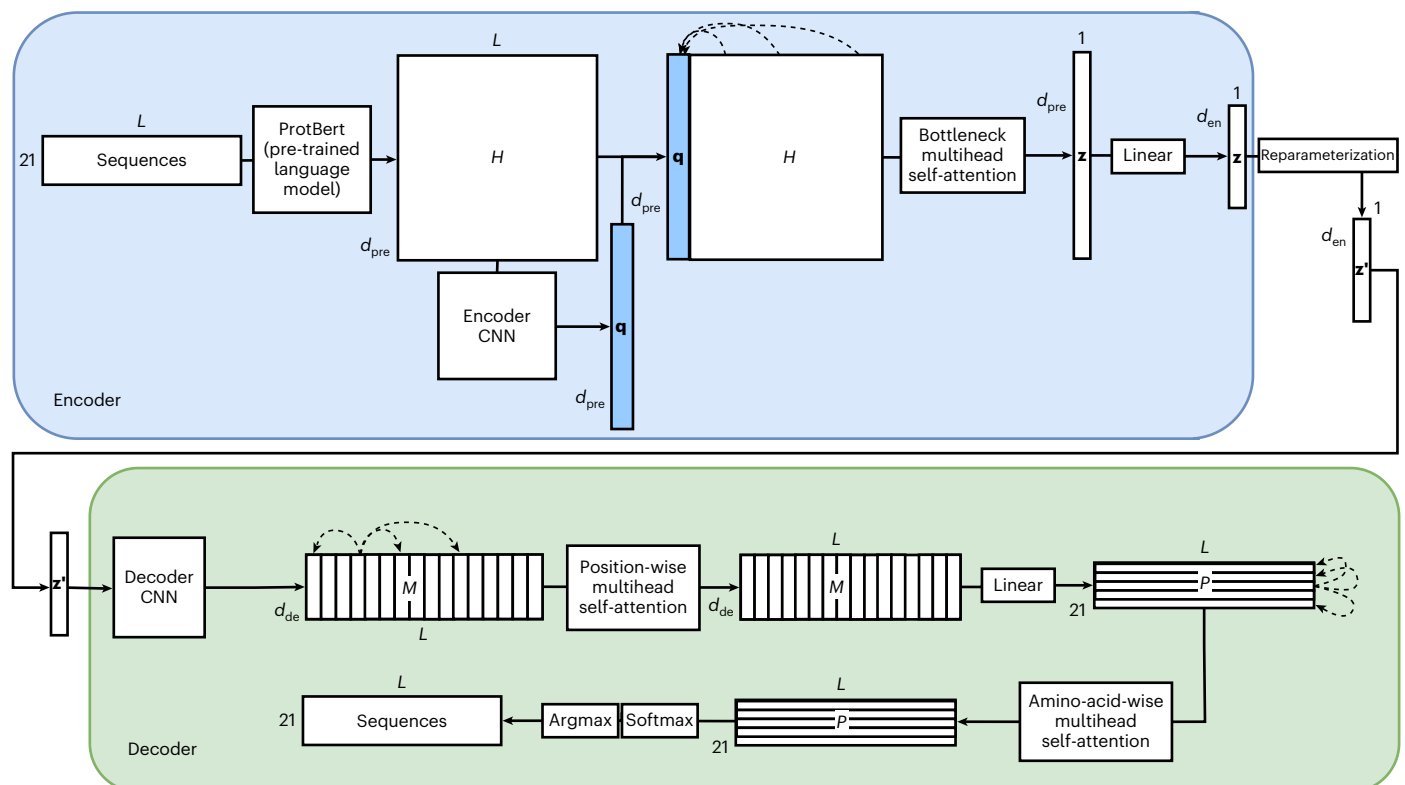 L
21
Sequences
ProtBert
(pre-trained
language
model)
L
H
d_pre
Encoder
CNN
q
d_pre
d_pre
q
H
Bottleneck
multihead
self-attention
1
d_pre
z
Linear
1
d_en
z
Reparameterization
1
d_en
z'
Encoder
z'
Decoder
CNN
M
d_de
L
Position-wise
multihead
self-attention
L
d_de
M
Linear
L
P
21
Amino-acid-wise
multihead
self-attention
L
P
21
Softmax
Argmax
L
21
Sequences
Decoder